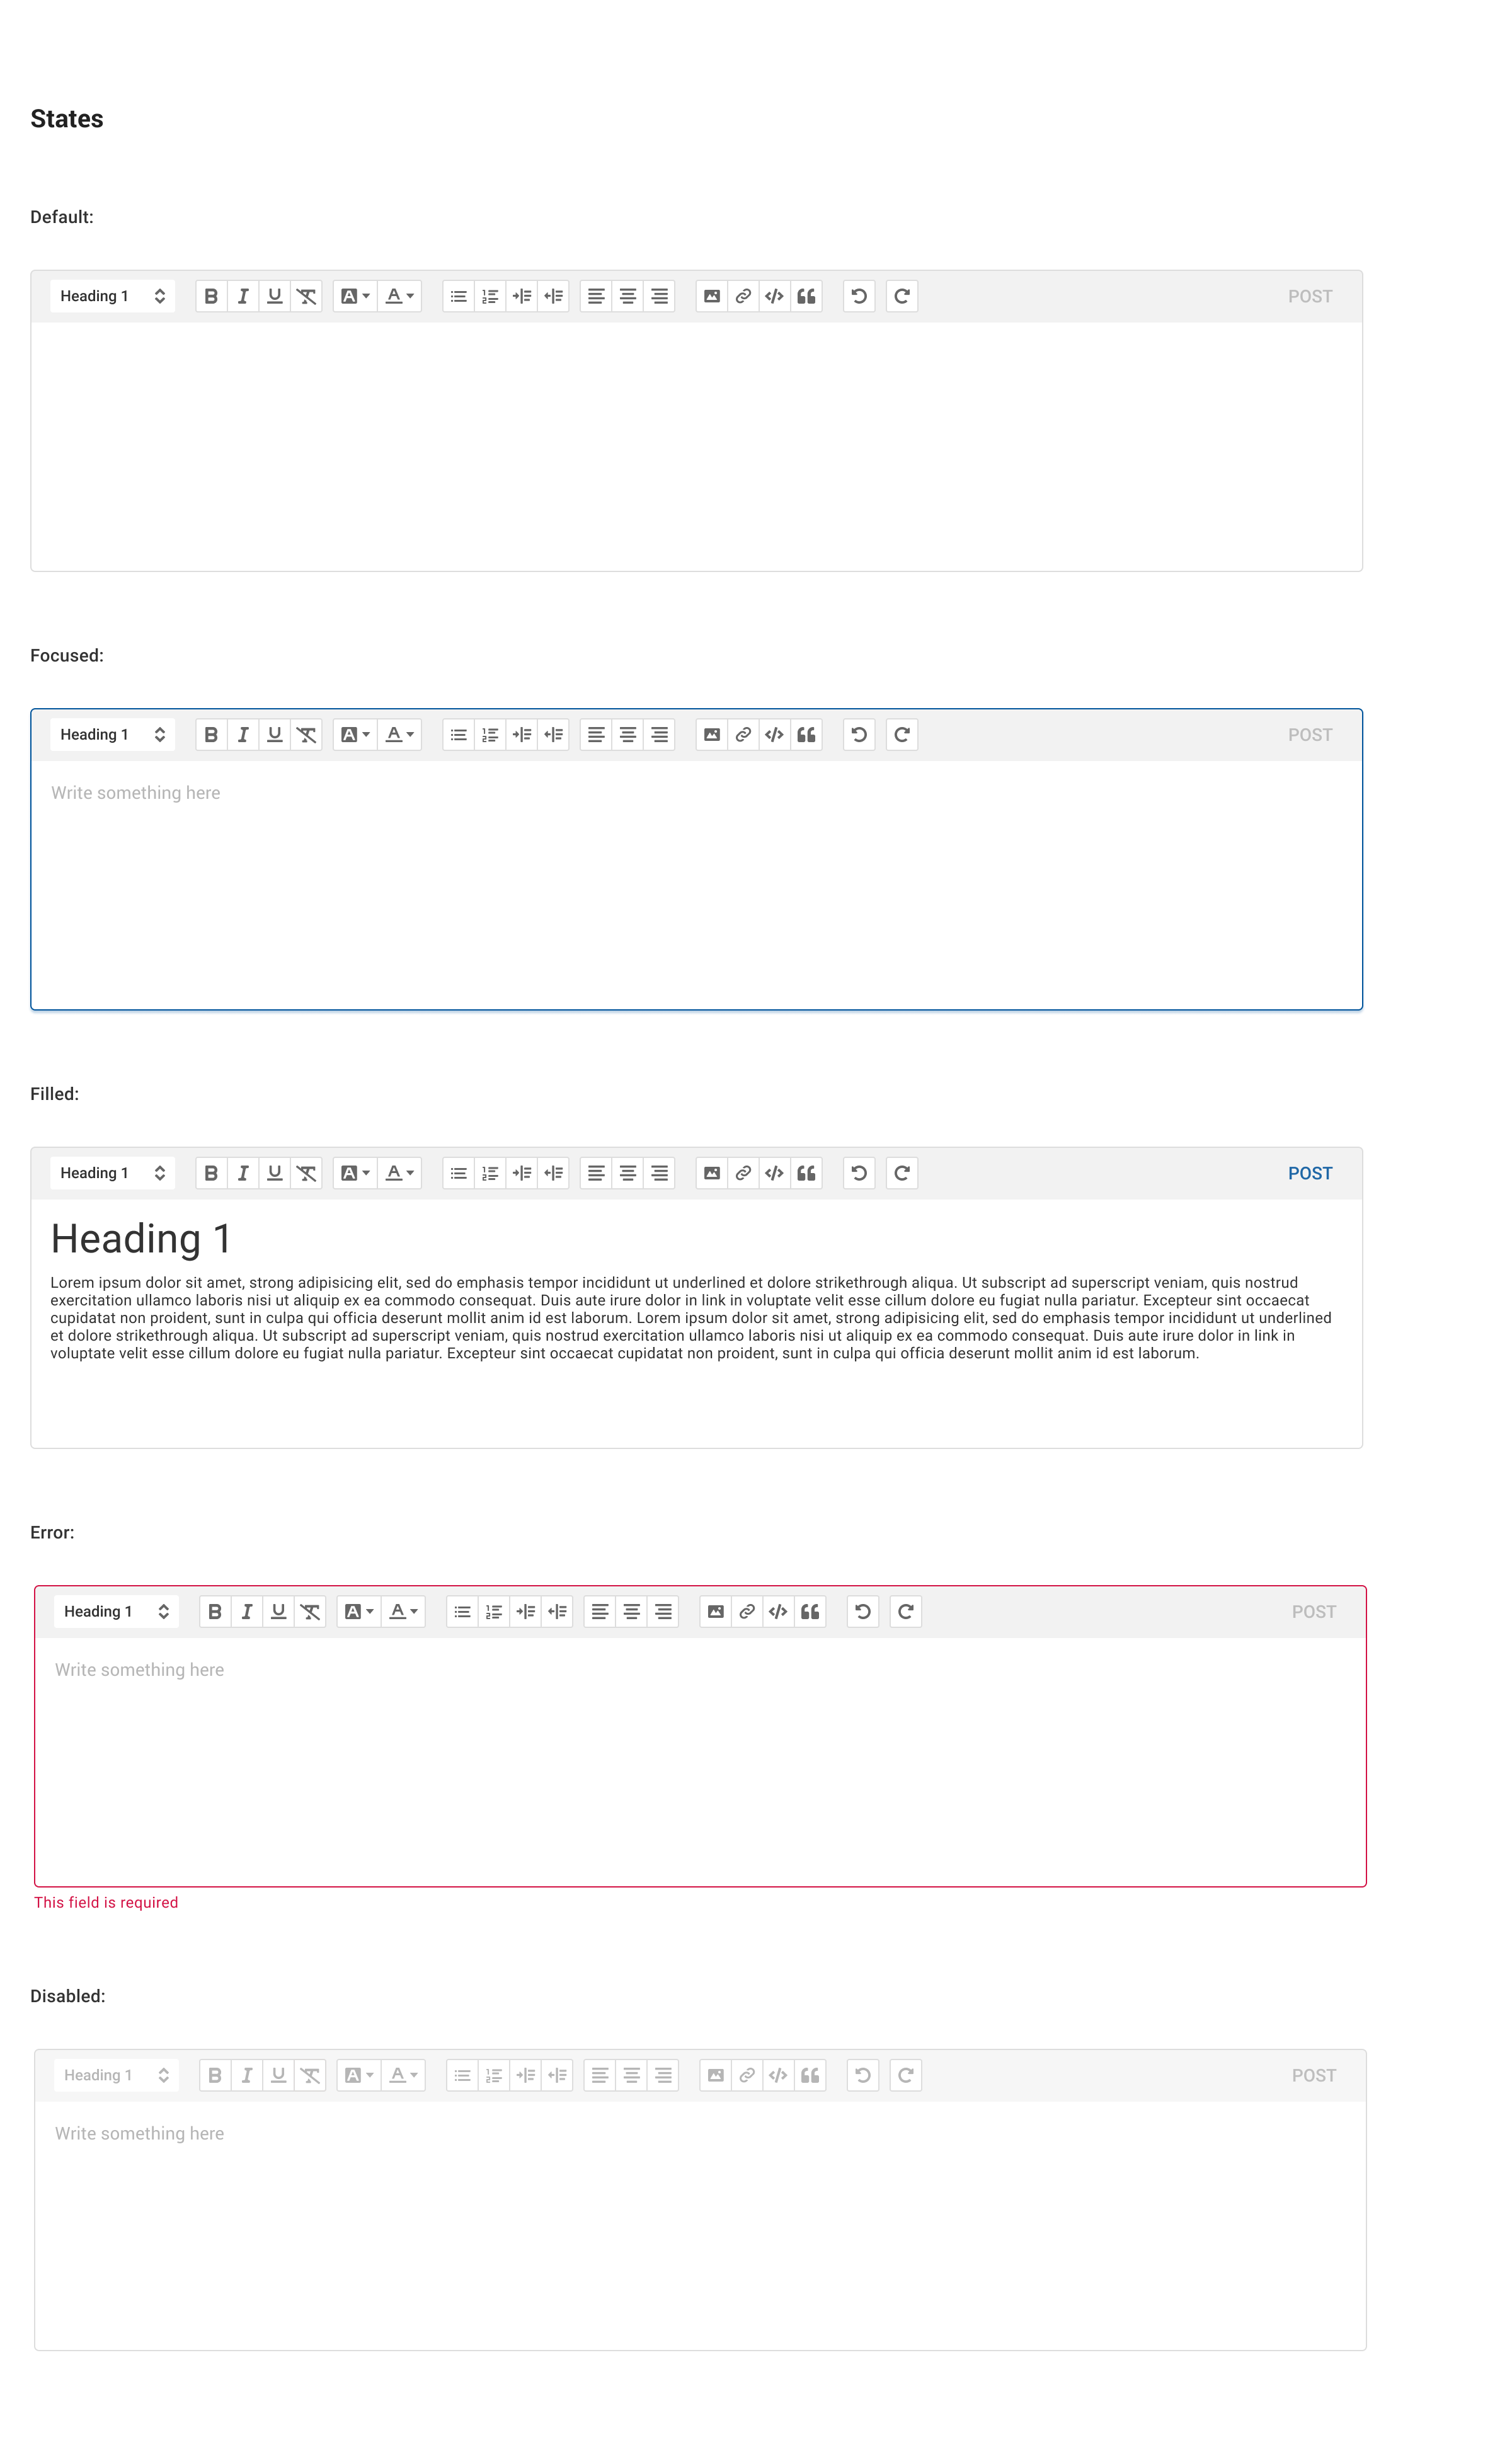 States
Default:
Heading 1 B I U A A POST
Focused:
Heading 1 B I U A A POST
Write something here
Filled:
Heading 1 B I U A A POST
Heading 1
Lorem ipsum dolor sit amet, strong adipisicing elit, sed do emphasis tempor incididunt ut underlined et dolore strikethrough aliqua. Ut subscript ad superscript veniam, quis nostrud
exercitation ullamco laboris nisi ut aliquip ex ea commodo consequat. Duis aute irure dolor in link in voluptate velit esse cillum dolore eu fugiat nulla pariatur. Excepteur sint occaecat
cupidatat non proident, sunt in culpa qui officia deserunt mollit anim id est laborum. Lorem ipsum dolor sit amet, strong adipisicing elit, sed do emphasis tempor incididunt ut underlined
et dolore strikethrough aliqua. Ut subscript ad superscript veniam, quis nostrud exercitation ullamco laboris nisi ut aliquip ex ea commodo consequat. Duis aute irure dolor in link in
voluptate velit esse cillum dolore eu fugiat nulla pariatur. Excepteur sint occaecat cupidatat non proident, sunt in culpa qui officia deserunt mollit anim id est laborum.
Error:
Heading 1 B I U A A POST
Write something here
This field is required
Disabled:
Heading 1 B I U A A POST
Write something here